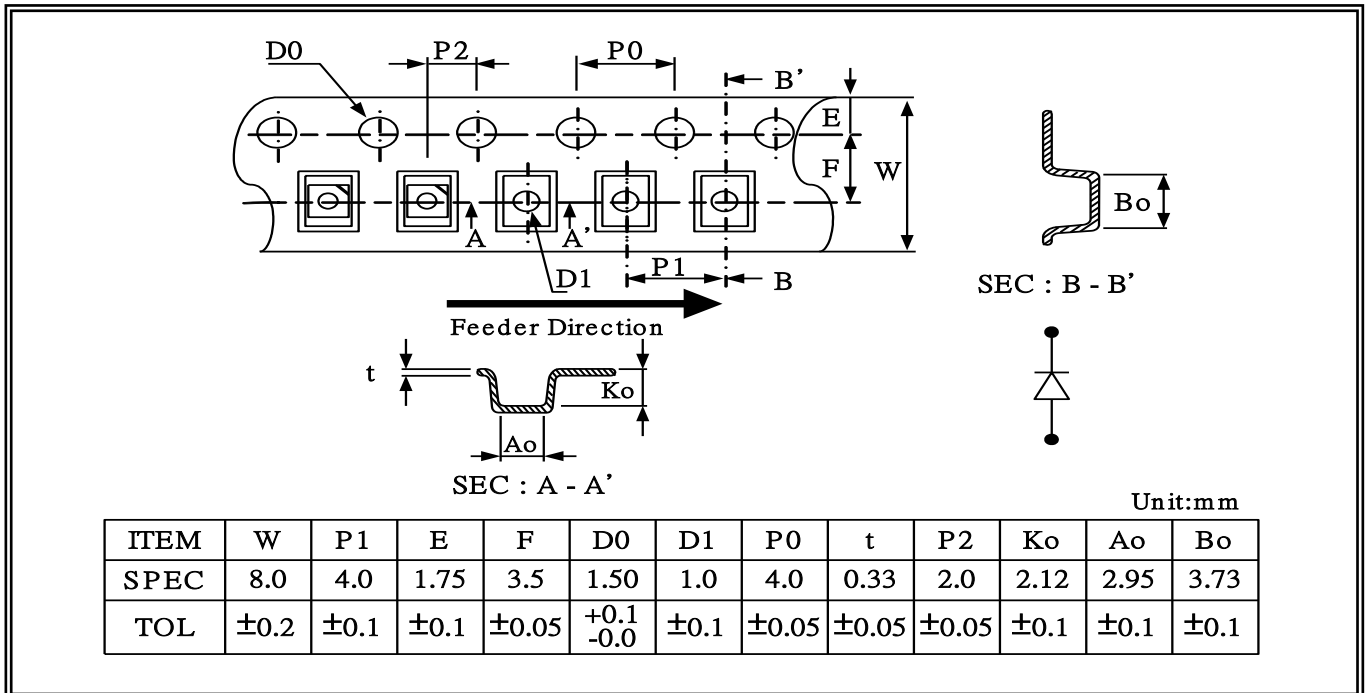 D0
P2
P0
B’
E
F
W
A
A’
D1
P1
B
Feeder Direction
Bo
SEC : B - B’
t
Ko
Ao
SEC : A - A’
Unit:mm
ITEM W P1 E F D0 D1 P0 t P2 Ko Ao Bo
SPEC 8.0 4.0 1.75 3.5 1.50 1.0 4.0 0.33 2.0 2.12 2.95 3.73
TOL ±0.2 ±0.1 ±0.1 ±0.05 +0.1 -0.0 ±0.1 ±0.05 ±0.05 ±0.05 ±0.1 ±0.1 ±0.1